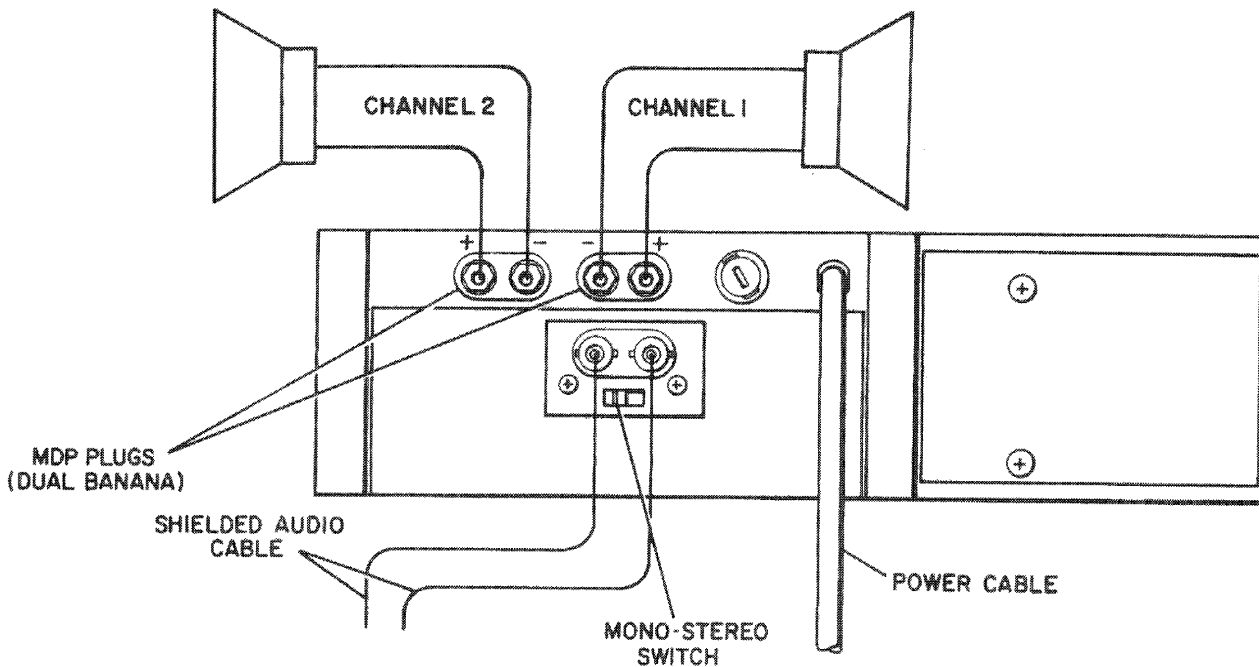 CHANNEL 2
CHANNEL 1
+ - - +
MDP PLUGS
(DUAL BANANA)
SHIELDED AUDIO
CABLE
POWER CABLE
MONO-STEREO
SWITCH